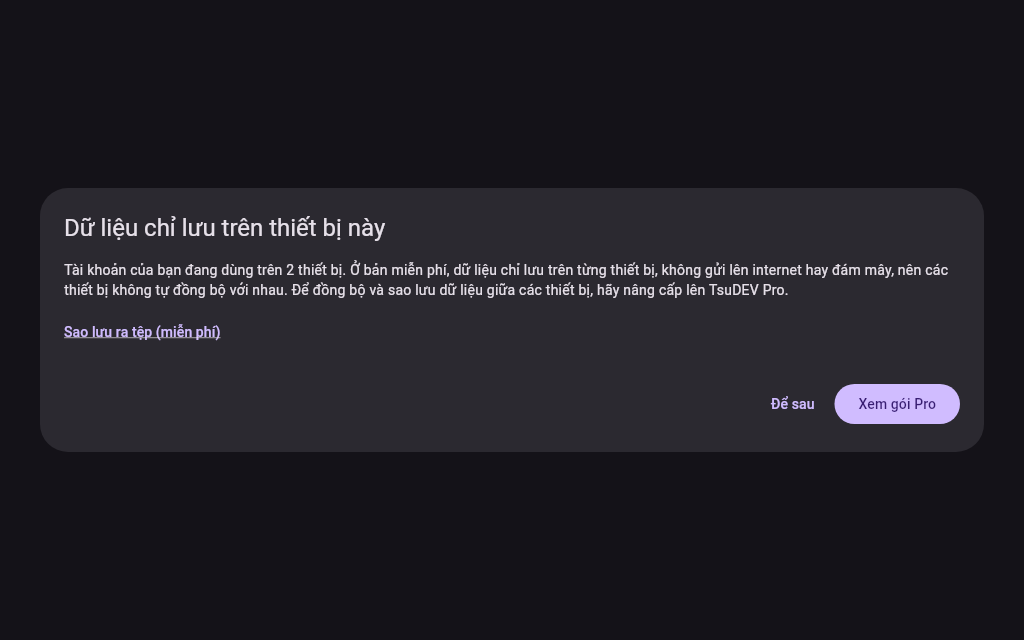 Dữ liệu chỉ lưu trên thiết bị này
Tài khoản của bạn đang dùng trên 2 thiết bị. Ở bản miễn phí, dữ liệu chỉ lưu trên từng thiết bị, không gửi lên internet hay đám mây, nên các
thiết bị không tự đồng bộ với nhau. Để đồng bộ và sao lưu dữ liệu giữa các thiết bị, hãy nâng cấp lên TsuDEV Pro.
Sao lưu ra tệp (miễn phí)
Để sau
Xem gói Pro